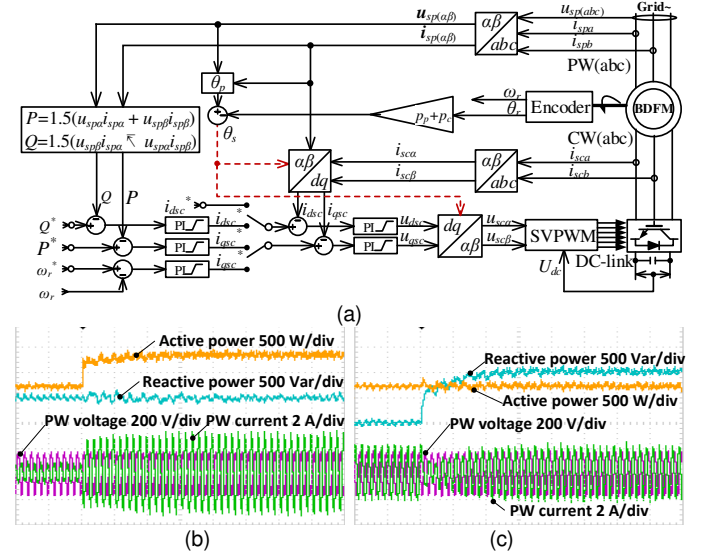 Grid~
u_sp(αβ)
u_sp(abc)
αβ
abc
i_sp(αβ)
i_spa
i_spb
PW(abc)
θ_p
ω_r
θ_r
Encoder
BDFM
P=1.5(u_spα i_spα + u_spβ i_spβ)
Q=1.5(u_spβ i_spα − u_spα i_spβ)
θ_s
p_p+p_c
CW(abc)
αβ
dq
i_scα
i_scβ
αβ
abc
i_sca
i_scb
Q
P
i_dsc*
i_dsc
i_qsc
Q*
PI
i_dsc*
PI
u_dsc
dq
αβ
u_scα
SVPWM
P*
PI
i_qsc*
PI
u_qsc
u_scβ
ω_r*
PI
i_qsc*
U_dc
DC-link
ω_r
(a)
Active power 500 W/div
Reactive power 500 Var/div
PW voltage 200 V/div
PW current 2 A/div
(b)
Reactive power 500 Var/div
Active power 500 W/div
PW voltage 200 V/div
PW current 2 A/div
(c)